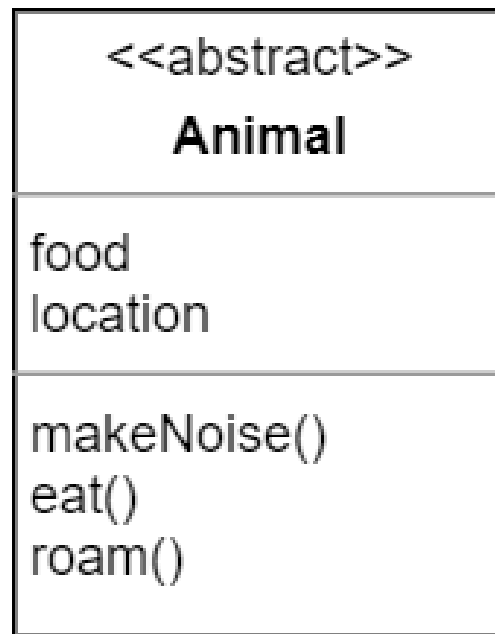 <<abstract>>
Animal
food
location
makeNoise()
eat()
roam()